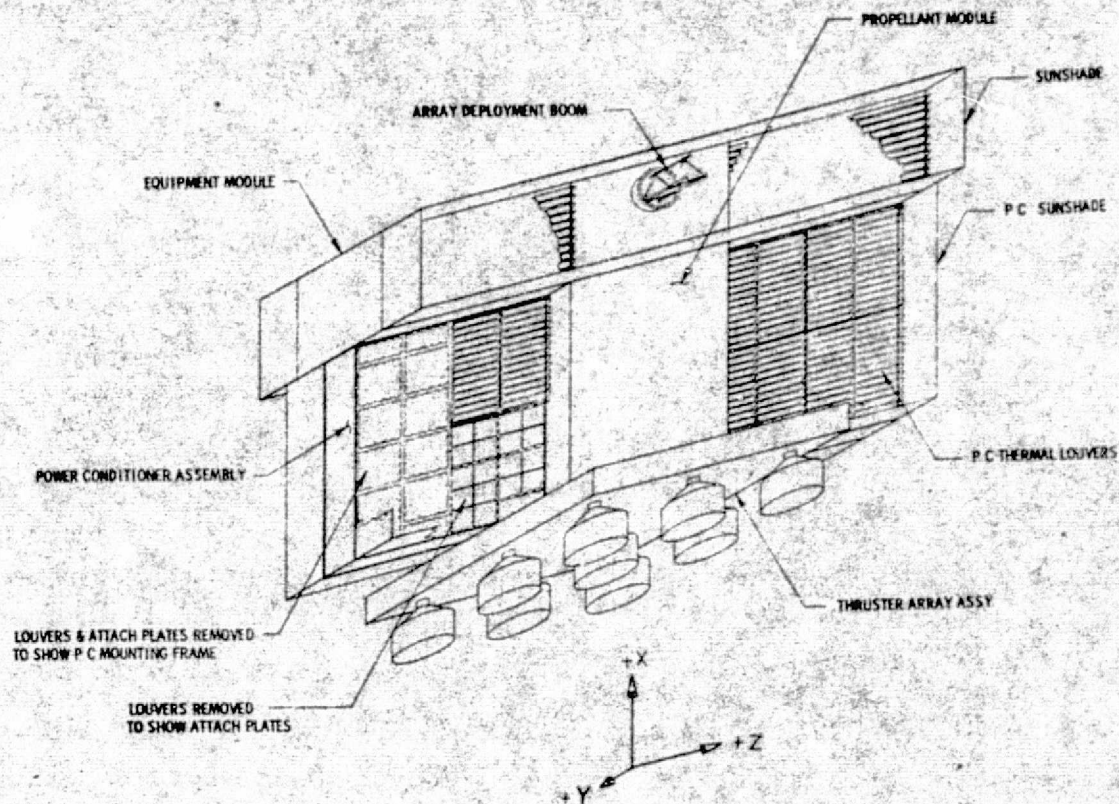 PROPELLANT MODULE
SUNSHADE
ARRAY DEPLOYMENT BOOM
EQUIPMENT MODULE
P C SUNSHADE
POWER CONDITIONER ASSEMBLY
P C THERMAL LOUVERS
THRUSTER ARRAY ASSY
LOUVERS & ATTACH PLATES REMOVED
TO SHOW P C MOUNTING FRAME
LOUVERS REMOVED
TO SHOW ATTACH PLATES
+X
+Z
+Y